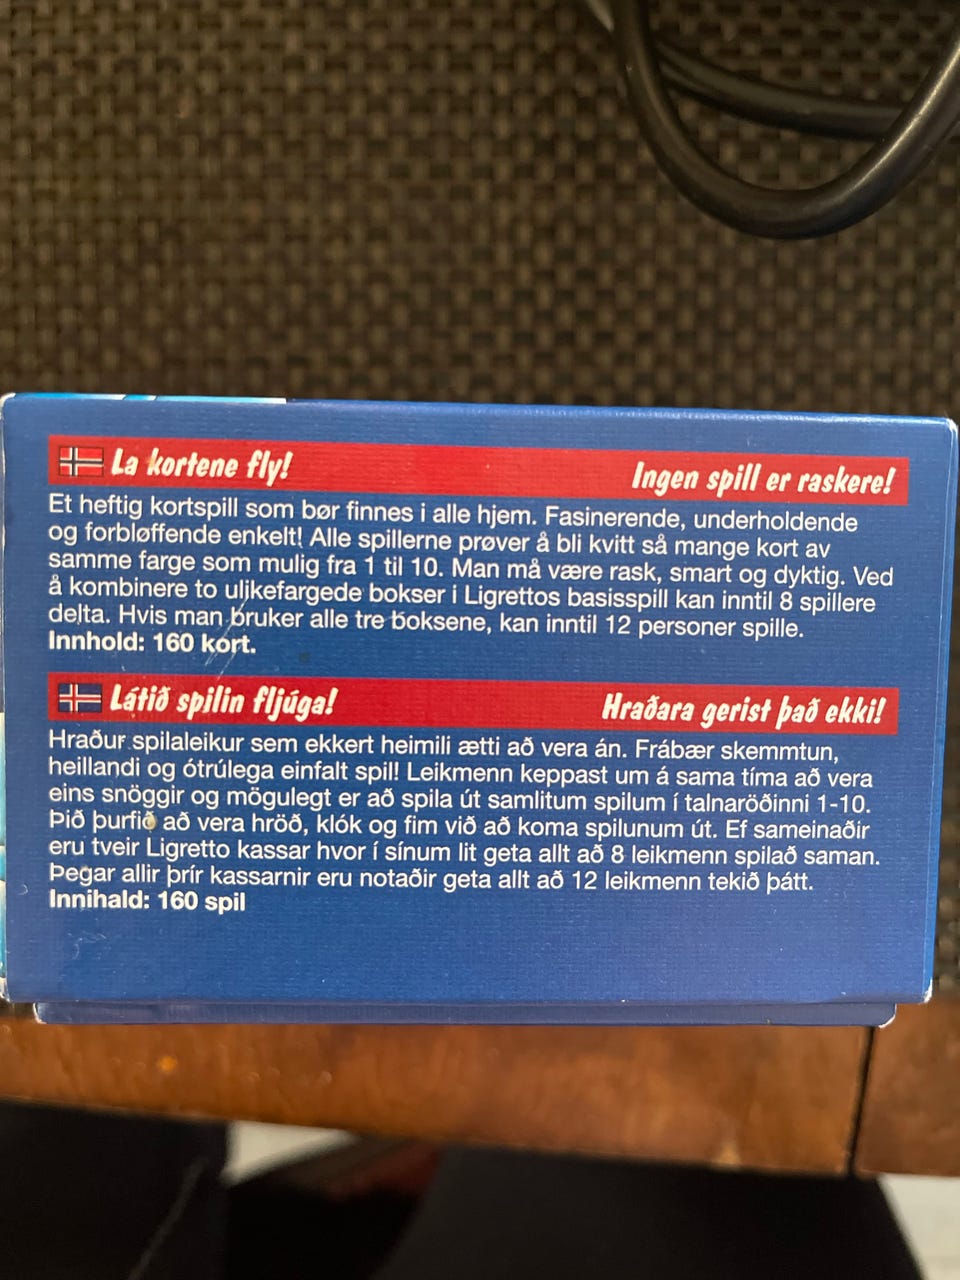 La kortene fly! Ingen spill er raskere!
Et heftig kortspill som bør finnes i alle hjem. Fasinerende, underholdende
og forbløffende enkelt! Alle spillerne prøver å bli kvitt så mange kort av
samme farge som mulig fra 1 til 10. Man må være rask, smart og dyktig. Ved
å kombinere to uljkefargede bokser i Ligrettos basisspill kan inntil 8 spillere
delta. Hvis man bruker alle tre boksene, kan inntil 12 personer spille.
Innhold: 160 kort.
Látið spilin fljúga! Hraðara gerist það ekki!
Hraður spilaleikur sem ekkert heimili ætti að vera án. Frábær skemmtun,
heillandi og ótrúlega einfalt spil! Leikmenn keppast um á sama tíma að vera
eins snöggir og mögulegt er að spila út samlitum spilum í talnaröðinni 1-10.
Þið þurfið að vera hröð, klók og fim við að koma spilunum út. Ef sameinaðir
eru tveir Ligretto kassar hvor í sínum lit geta allt að 8 leikmenn spilað saman.
Þegar allir þrír kassarnir eru notaðir geta allt að 12 leikmenn tekið þátt.
Innihald: 160 spil